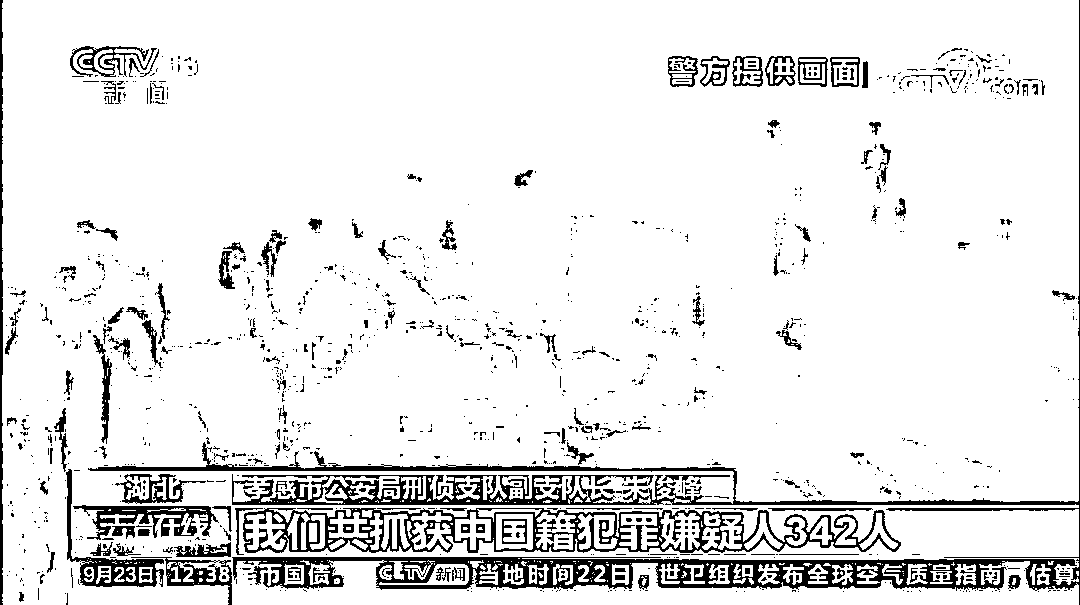 CCTV 13
新闻
警方提供画面
CCTV.com
湖北
孝感市公安局刑侦支队副支队长 朱俊峰
法治在线
我们共抓获中国籍犯罪嫌疑人342人
9月23日 12:38
币国债。 CCTV新闻 当地时间22日，世卫组织发布全球空气质量指南，估算